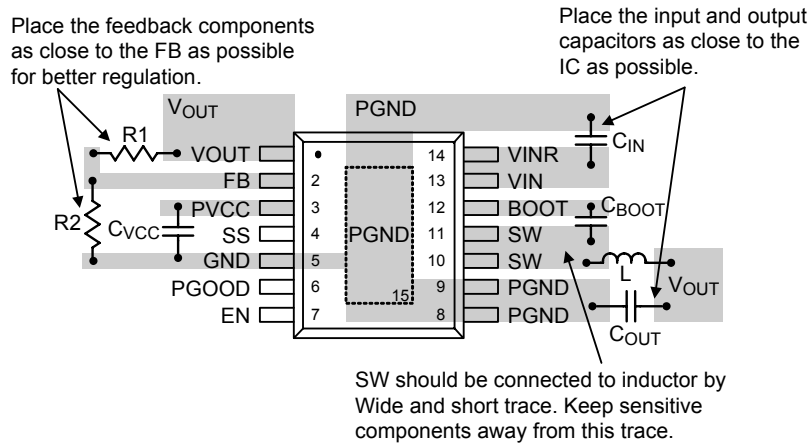 Place the feedback components
as close to the FB as possible
for better regulation.
Place the input and output
capacitors as close to the
IC as possible.
VOUT
PGND
R1
CIN
VOUT
14
VINR
FB
2
13
VIN
PVCC
3
12
BOOT
CBOOT
R2
CVCC
SS
4
PGND
11
SW
GND
5
10
SW
L
VOUT
PGOOD
6
15
9
PGND
EN
7
8
PGND
COUT
SW should be connected to inductor by
Wide and short trace. Keep sensitive
components away from this trace.